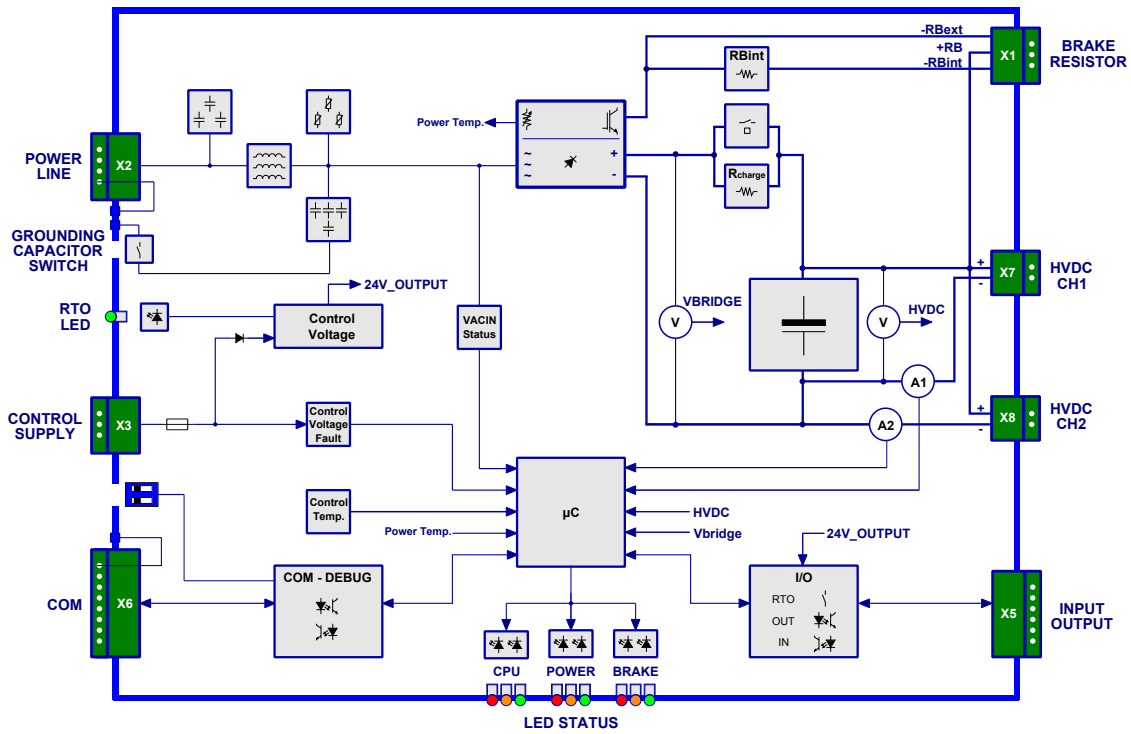 -RBext
+RB
-RBint
X1
BRAKE
RESISTOR
RBint
Power Temp.
POWER
LINE
X2
~
~
~
+
-
Rcharge
GROUNDING
CAPACITOR
SWITCH
+
-
X7
HVDC
CH1
24V_OUTPUT
RTO
LED
Control
Voltage
VACIN
Status
V
VBRIDGE
V
HVDC
A1
CONTROL
SUPPLY
X3
Control
Voltage
Fault
A2
+
-
X8
HVDC
CH2
Control
Temp.
µC
HVDC
Power Temp.
Vbridge
24V_OUTPUT
COM
X6
COM - DEBUG
I/O
RTO
OUT
IN
X5
INPUT
OUTPUT
CPU
POWER
BRAKE
LED STATUS